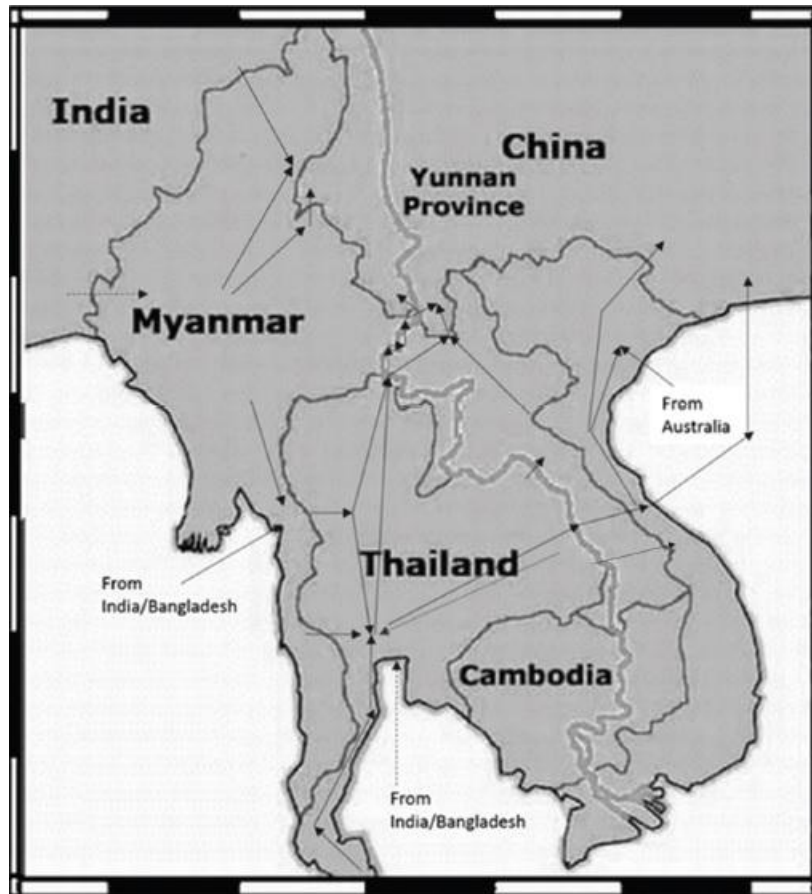 India
China
Yunnan
Province
Myanmar
From
Australia
Thailand
From
India/Bangladesh
Cambodia
From
India/Bangladesh